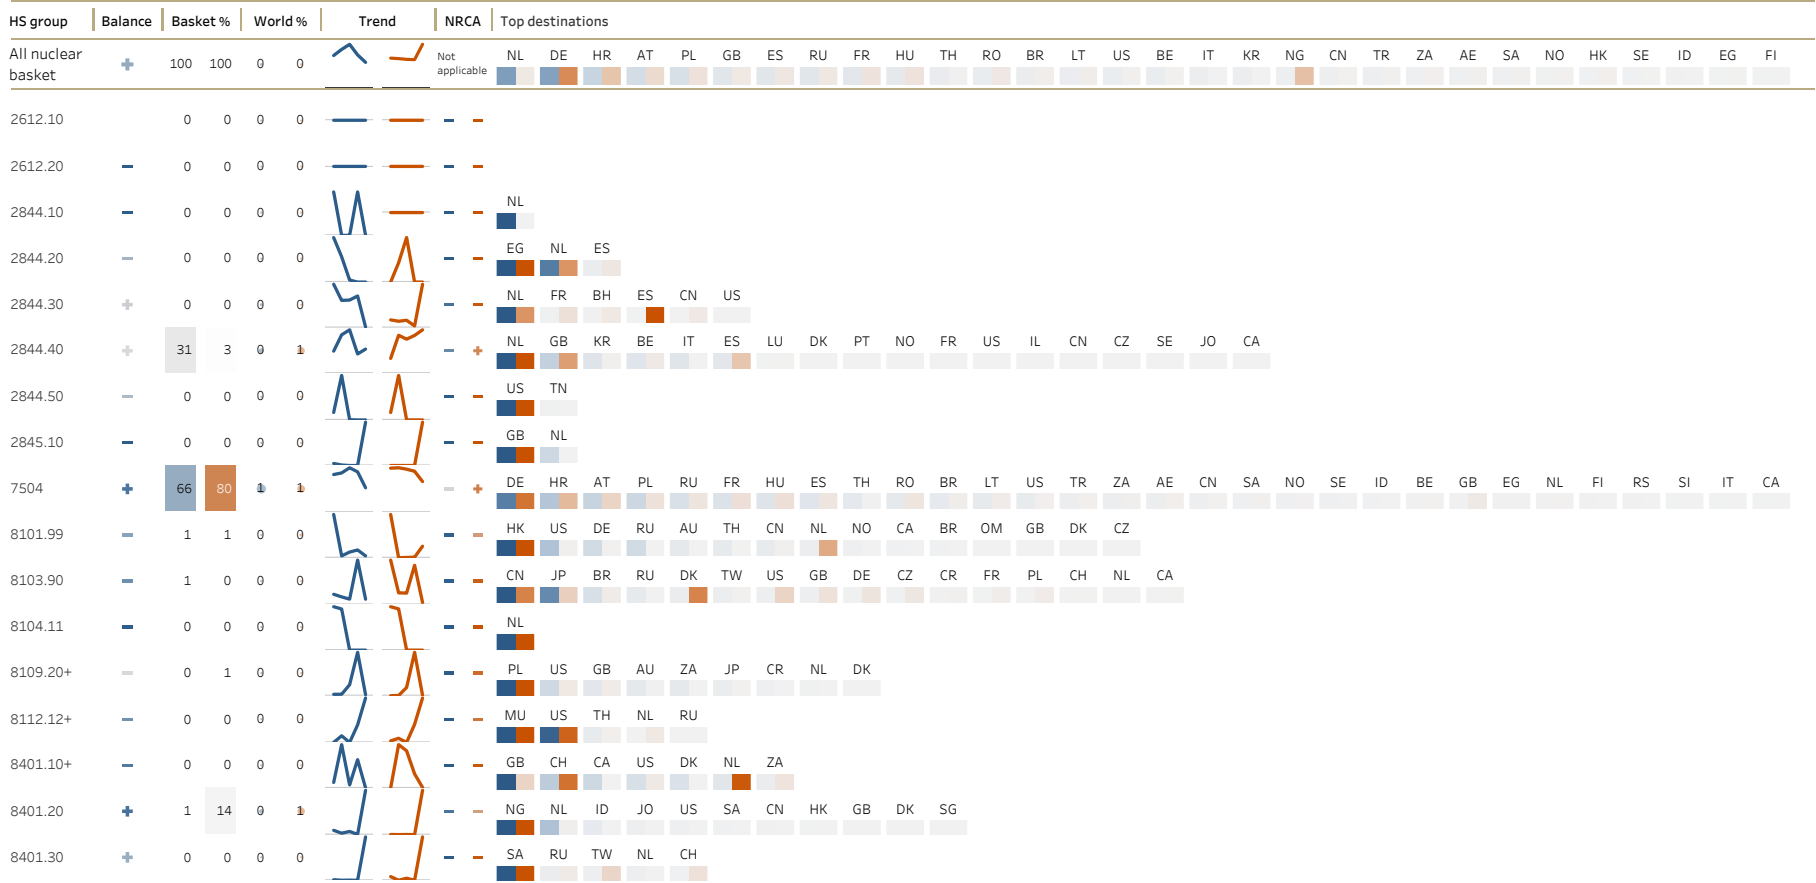 HS group Balance Basket % World % Trend NRCA Top destinations
All nuclear basket 100 100 0 0 Not applicable NL DE HR AT PL GB ES RU FR HU TH RO BR LT US BE IT KR NG CN TR ZA AE SA NO HK SE ID EG FI
2612.10 0 0 0 0
2612.20 0 0 0 0
2844.10 0 0 0 0 NL
2844.20 0 0 0 0 EG NL ES
2844.30 0 0 0 0 NL FR BH ES CN US
2844.40 31 3 0 1 NL GB KR BE IT ES LU DK PT NO FR US IL CN CZ SE JO CA
2844.50 0 0 0 0 US TN
2845.10 0 0 0 0 GB NL
7504 66 80 1 1 DE HR AT PL RU FR HU ES TH RO BR LT US TR ZA AE CN SA NO SE ID BE GB EG NL FI RS SI IT CA
8101.99 1 1 0 0 HK US DE RU AU TH CN NL NO CA BR OM GB DK CZ
8103.90 1 0 0 0 CN JP BR RU DK TW US GB DE CZ CR FR PL CH NL CA
8104.11 0 0 0 0 NL
8109.20+ 0 1 0 0 PL US GB AU ZA JP CR NL DK
8112.12+ 0 0 0 0 MU US TH NL RU
8401.10+ 0 0 0 0 GB CH CA US DK NL ZA
8401.20 1 14 0 1 NG NL ID JO US SA CN HK GB DK SG
8401.30 0 0 0 0 SA RU TW NL CH